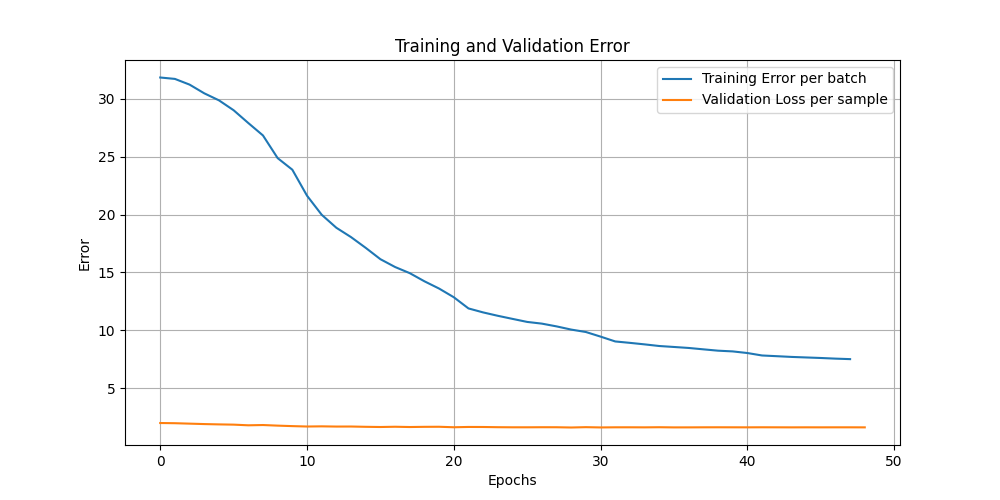 Training and Validation Error
Training Error per batch
Validation Loss per sample
30
25
20
15
10
5
Error
0 10 20 30 40 50
Epochs